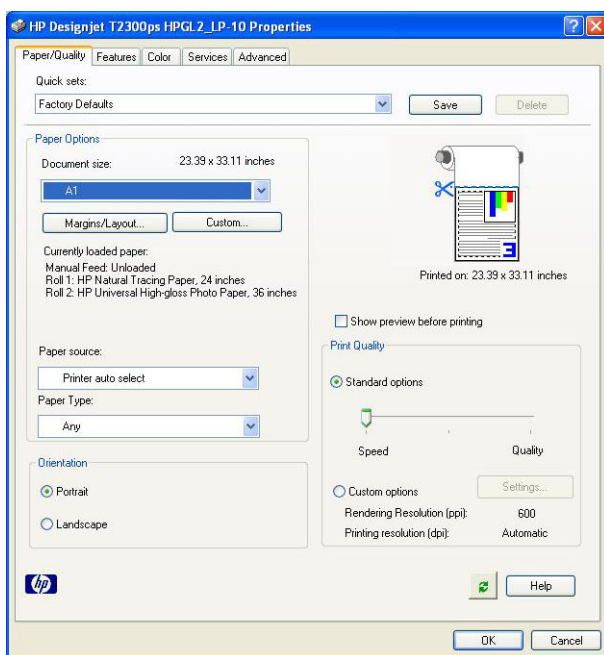 HP Designjet T2300ps HPGL2_LP-10 Properties
Paper/Quality Features Color Services Advanced
Quick sets:
Factory Defaults
Save
Delete
Paper Options
Document size: 23.39 x 33.11 inches
A1
Margins/Layout...
Custom...
Currently loaded paper:
Manual Feed: Unloaded
Roll 1: HP Natural Tracing Paper, 24 inches
Roll 2: HP Universal High-gloss Photo Paper, 36 inches
Paper source:
Printer auto select
Paper Type:
Any
Orientation
Portrait
Landscape
3
Printed on: 23.39 x 33.11 inches
Show preview before printing
Print Quality
Standard options
Speed Quality
Custom options
Settings...
Rendering Resolution (ppi): 600
Printing resolution (dpi): Automatic
hp
Help
OK
Cancel